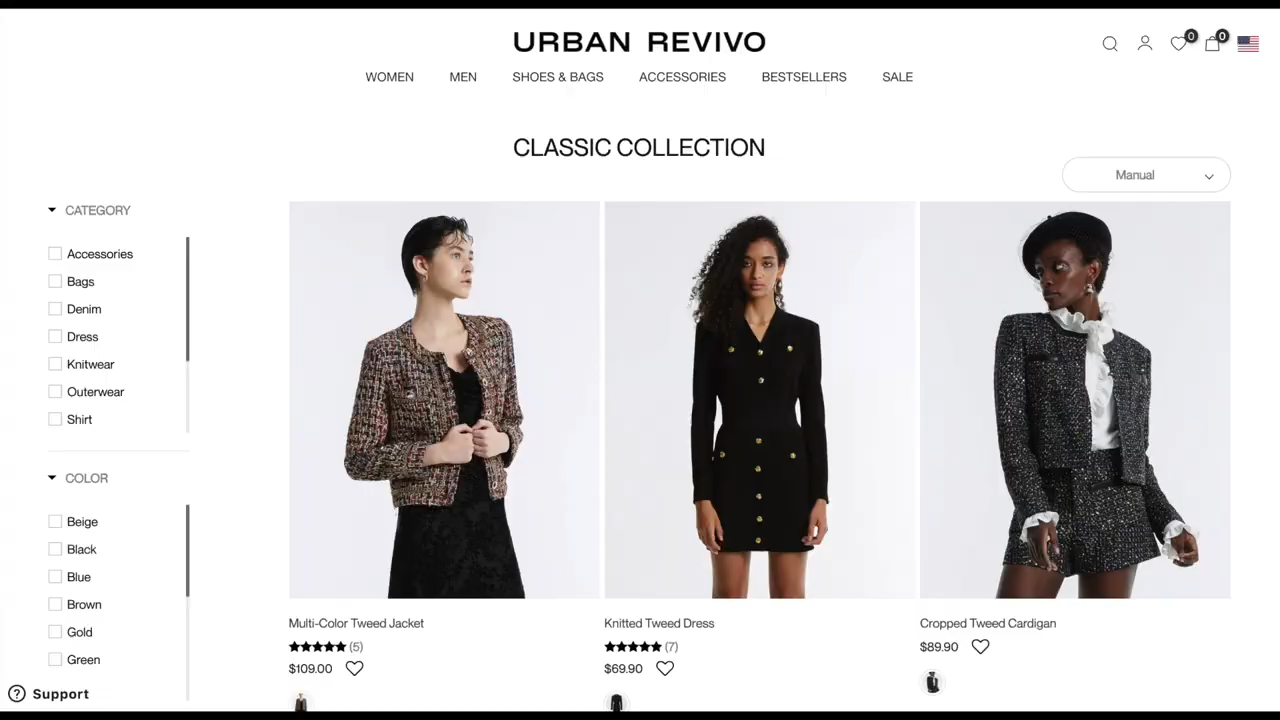 URBAN REVIVO
0
0
WOMEN MEN SHOES & BAGS ACCESSORIES BESTSELLERS SALE
CLASSIC COLLECTION
Manual
CATEGORY
Accessories
Bags
Denim
Dress
Knitwear
Outerwear
Shirt
COLOR
Beige
Black
Blue
Brown
Gold
Green
Support
Multi-Color Tweed Jacket
(5)
$109.00
Knitted Tweed Dress
(7)
$69.90
Cropped Tweed Cardigan
$89.90